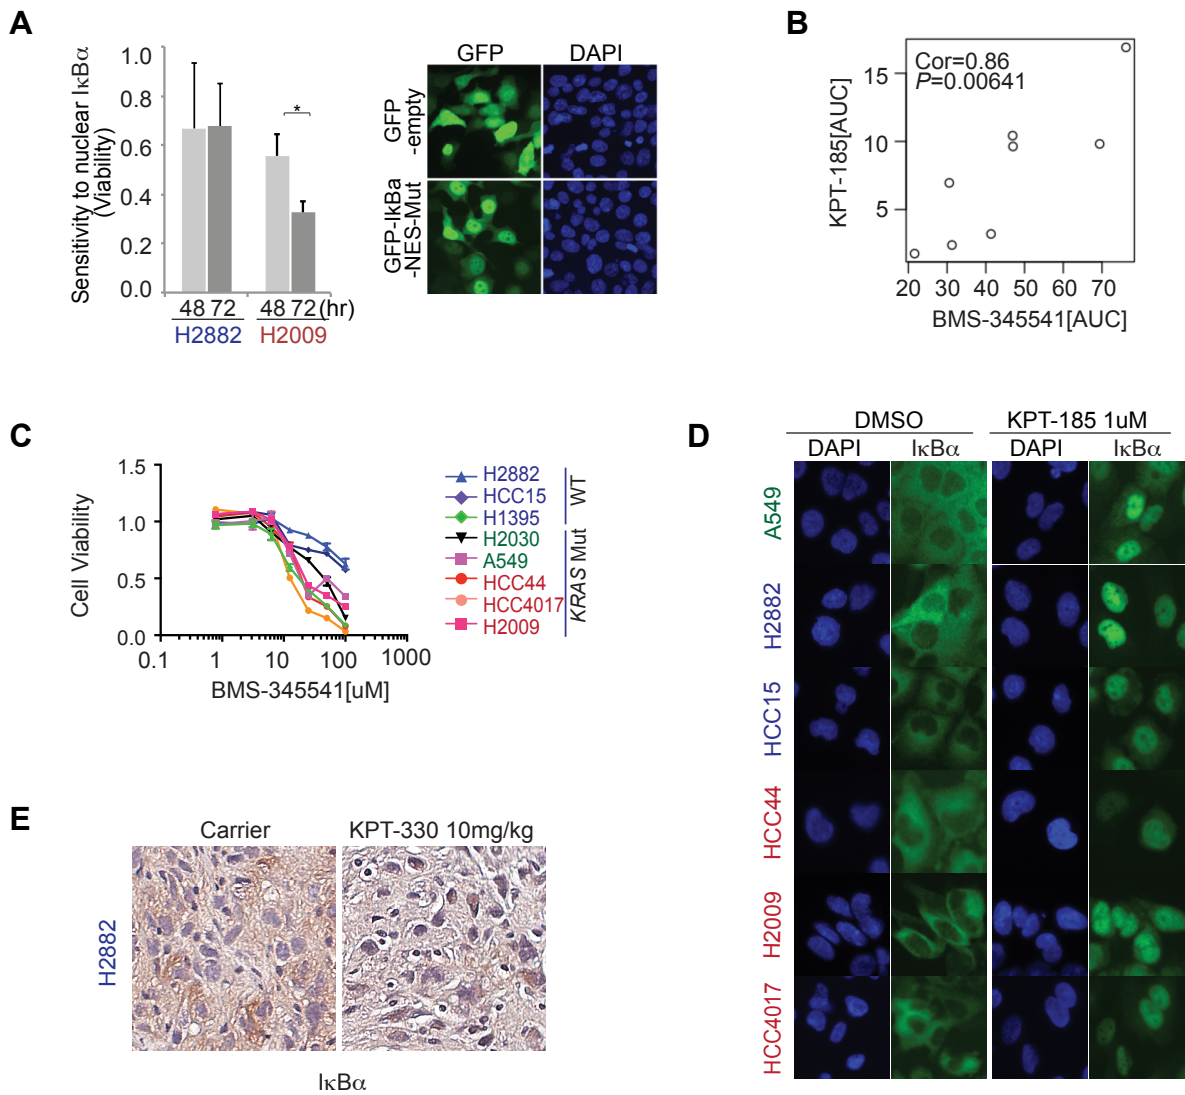 A
Sensitivity to nuclear IκBα
(Viability)
1.0
0.8
0.6
0.4
0.2
0.0
*
48 72 48 72 (hr)
H2882 H2009
GFP DAPI
GFP
-empty
GFP-IkBa
-NES-Mut
B
Cor=0.86
P=0.00641
KPT-185[AUC]
15
10
5
20 30 40 50 60 70
BMS-345541[AUC]
C
Cell Viability
1.5
1.0
0.5
0.0
0.1 1 10 100 1000
BMS-345541[uM]
H2882
HCC15
H1395
H2030
A549
HCC44
HCC4017
H2009
WT
KRAS Mut
D
DMSO KPT-185 1uM
DAPI IκBα DAPI IκBα
A549
H2882
HCC15
HCC44
H2009
HCC4017
E
Carrier KPT-330 10mg/kg
H2882
IκBα